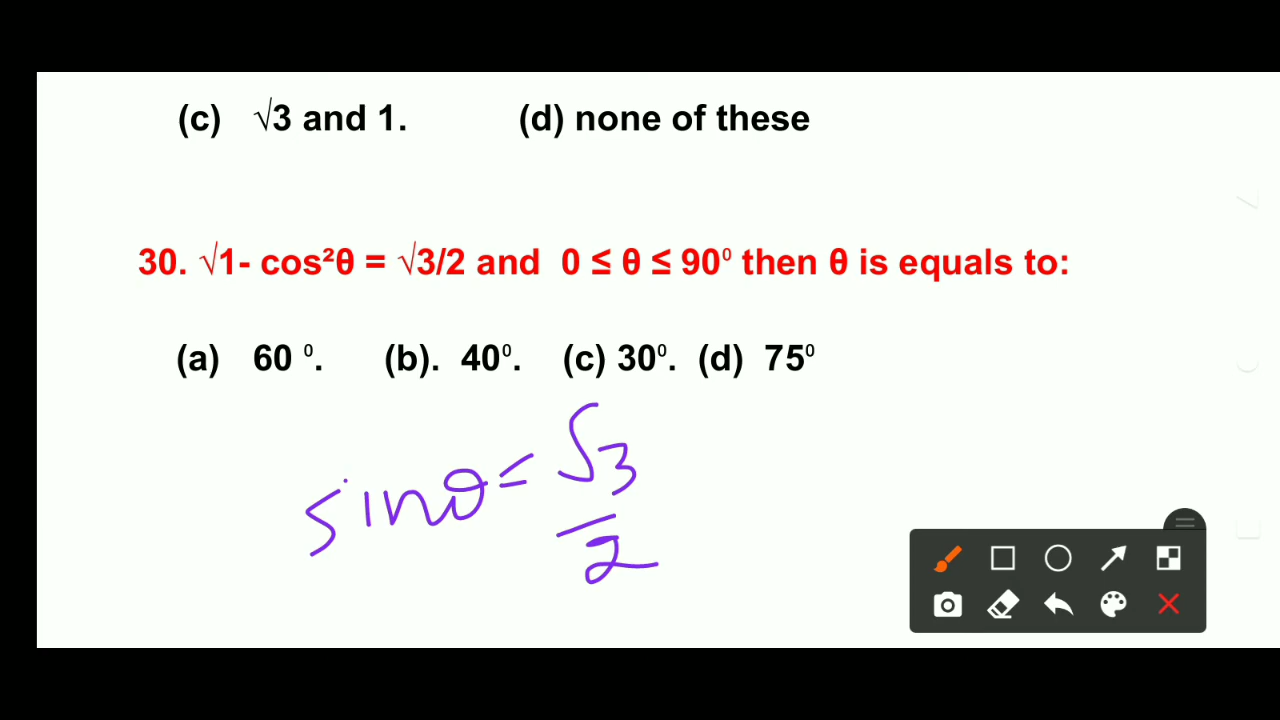 (c) √3 and 1. (d) none of these
30. √1- cos²θ = √3/2 and 0 ≤ θ ≤ 90⁰ then θ is equals to:
(a) 60 ⁰. (b). 40⁰. (c) 30⁰. (d) 75⁰
sinθ = √3/2